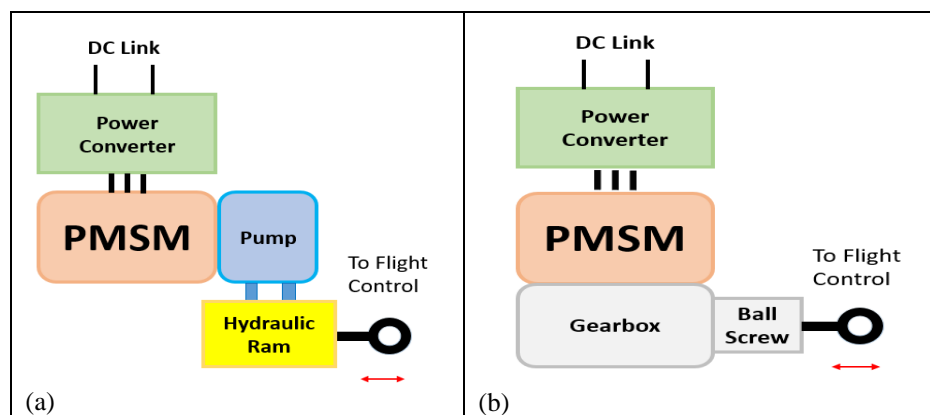 DC Link
Power
Converter
PMSM
Pump
To Flight
Control
Hydraulic
Ram
(a)
DC Link
Power
Converter
PMSM
To Flight
Control
Gearbox
Ball
Screw
(b)